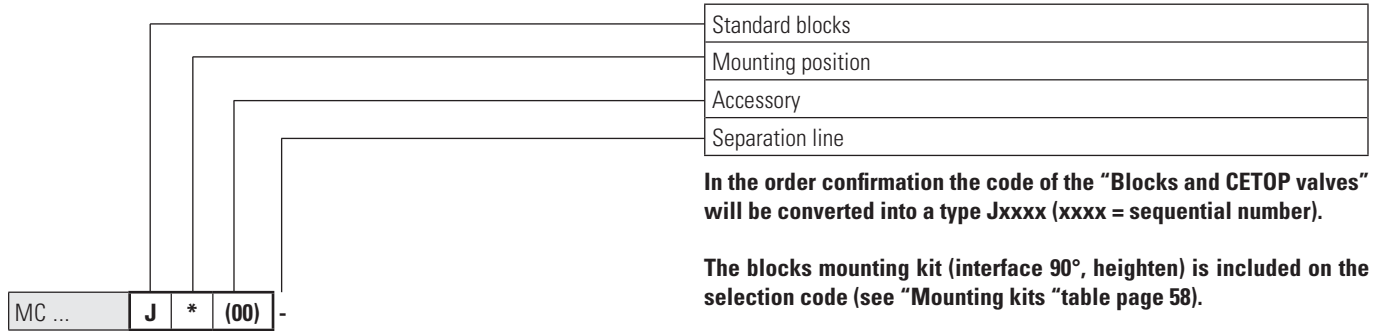 Standard blocks
Mounting position
Accessory
Separation line
In the order confirmation the code of the “Blocks and CETOP valves”
will be converted into a type Jxxxx (xxxx = sequential number).
The blocks mounting kit (interface 90°, heighten) is included on the
selection code (see “Mounting kits “table page 58).
MC ... J * (00) -